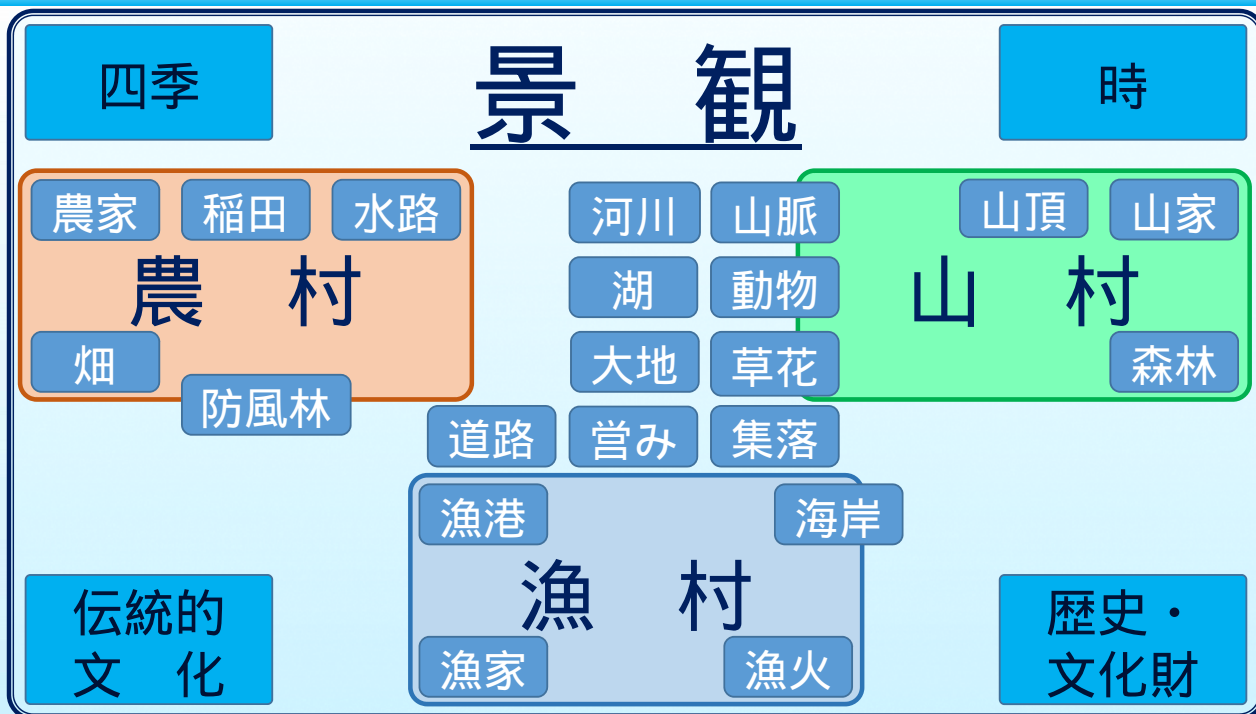 四季
景　観
時
農家
稲田
水路
農　村
畑
防風林
河川
山脈
湖
動物
大地
草花
道路
営み
集落
山頂
山家
山　村
森林
漁港
海岸
漁　村
漁家
漁火
伝統的
文　化
歴史・
文化財